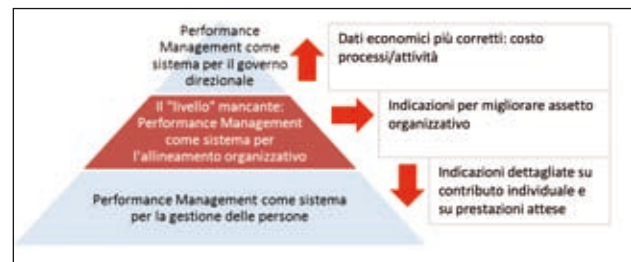 Performance
Management come
sistema per il governo
direzionale
Dati economici più corretti: costo
processi/attività
Il "livello" mancante:
Performance Management
come sistema per
l'allineamento organizzativo
Indicazioni per migliorare assetto
organizzativo
Performance Management come sistema
per la gestione delle persone
Indicazioni dettagliate su
contributo individuale e
su prestazioni attese